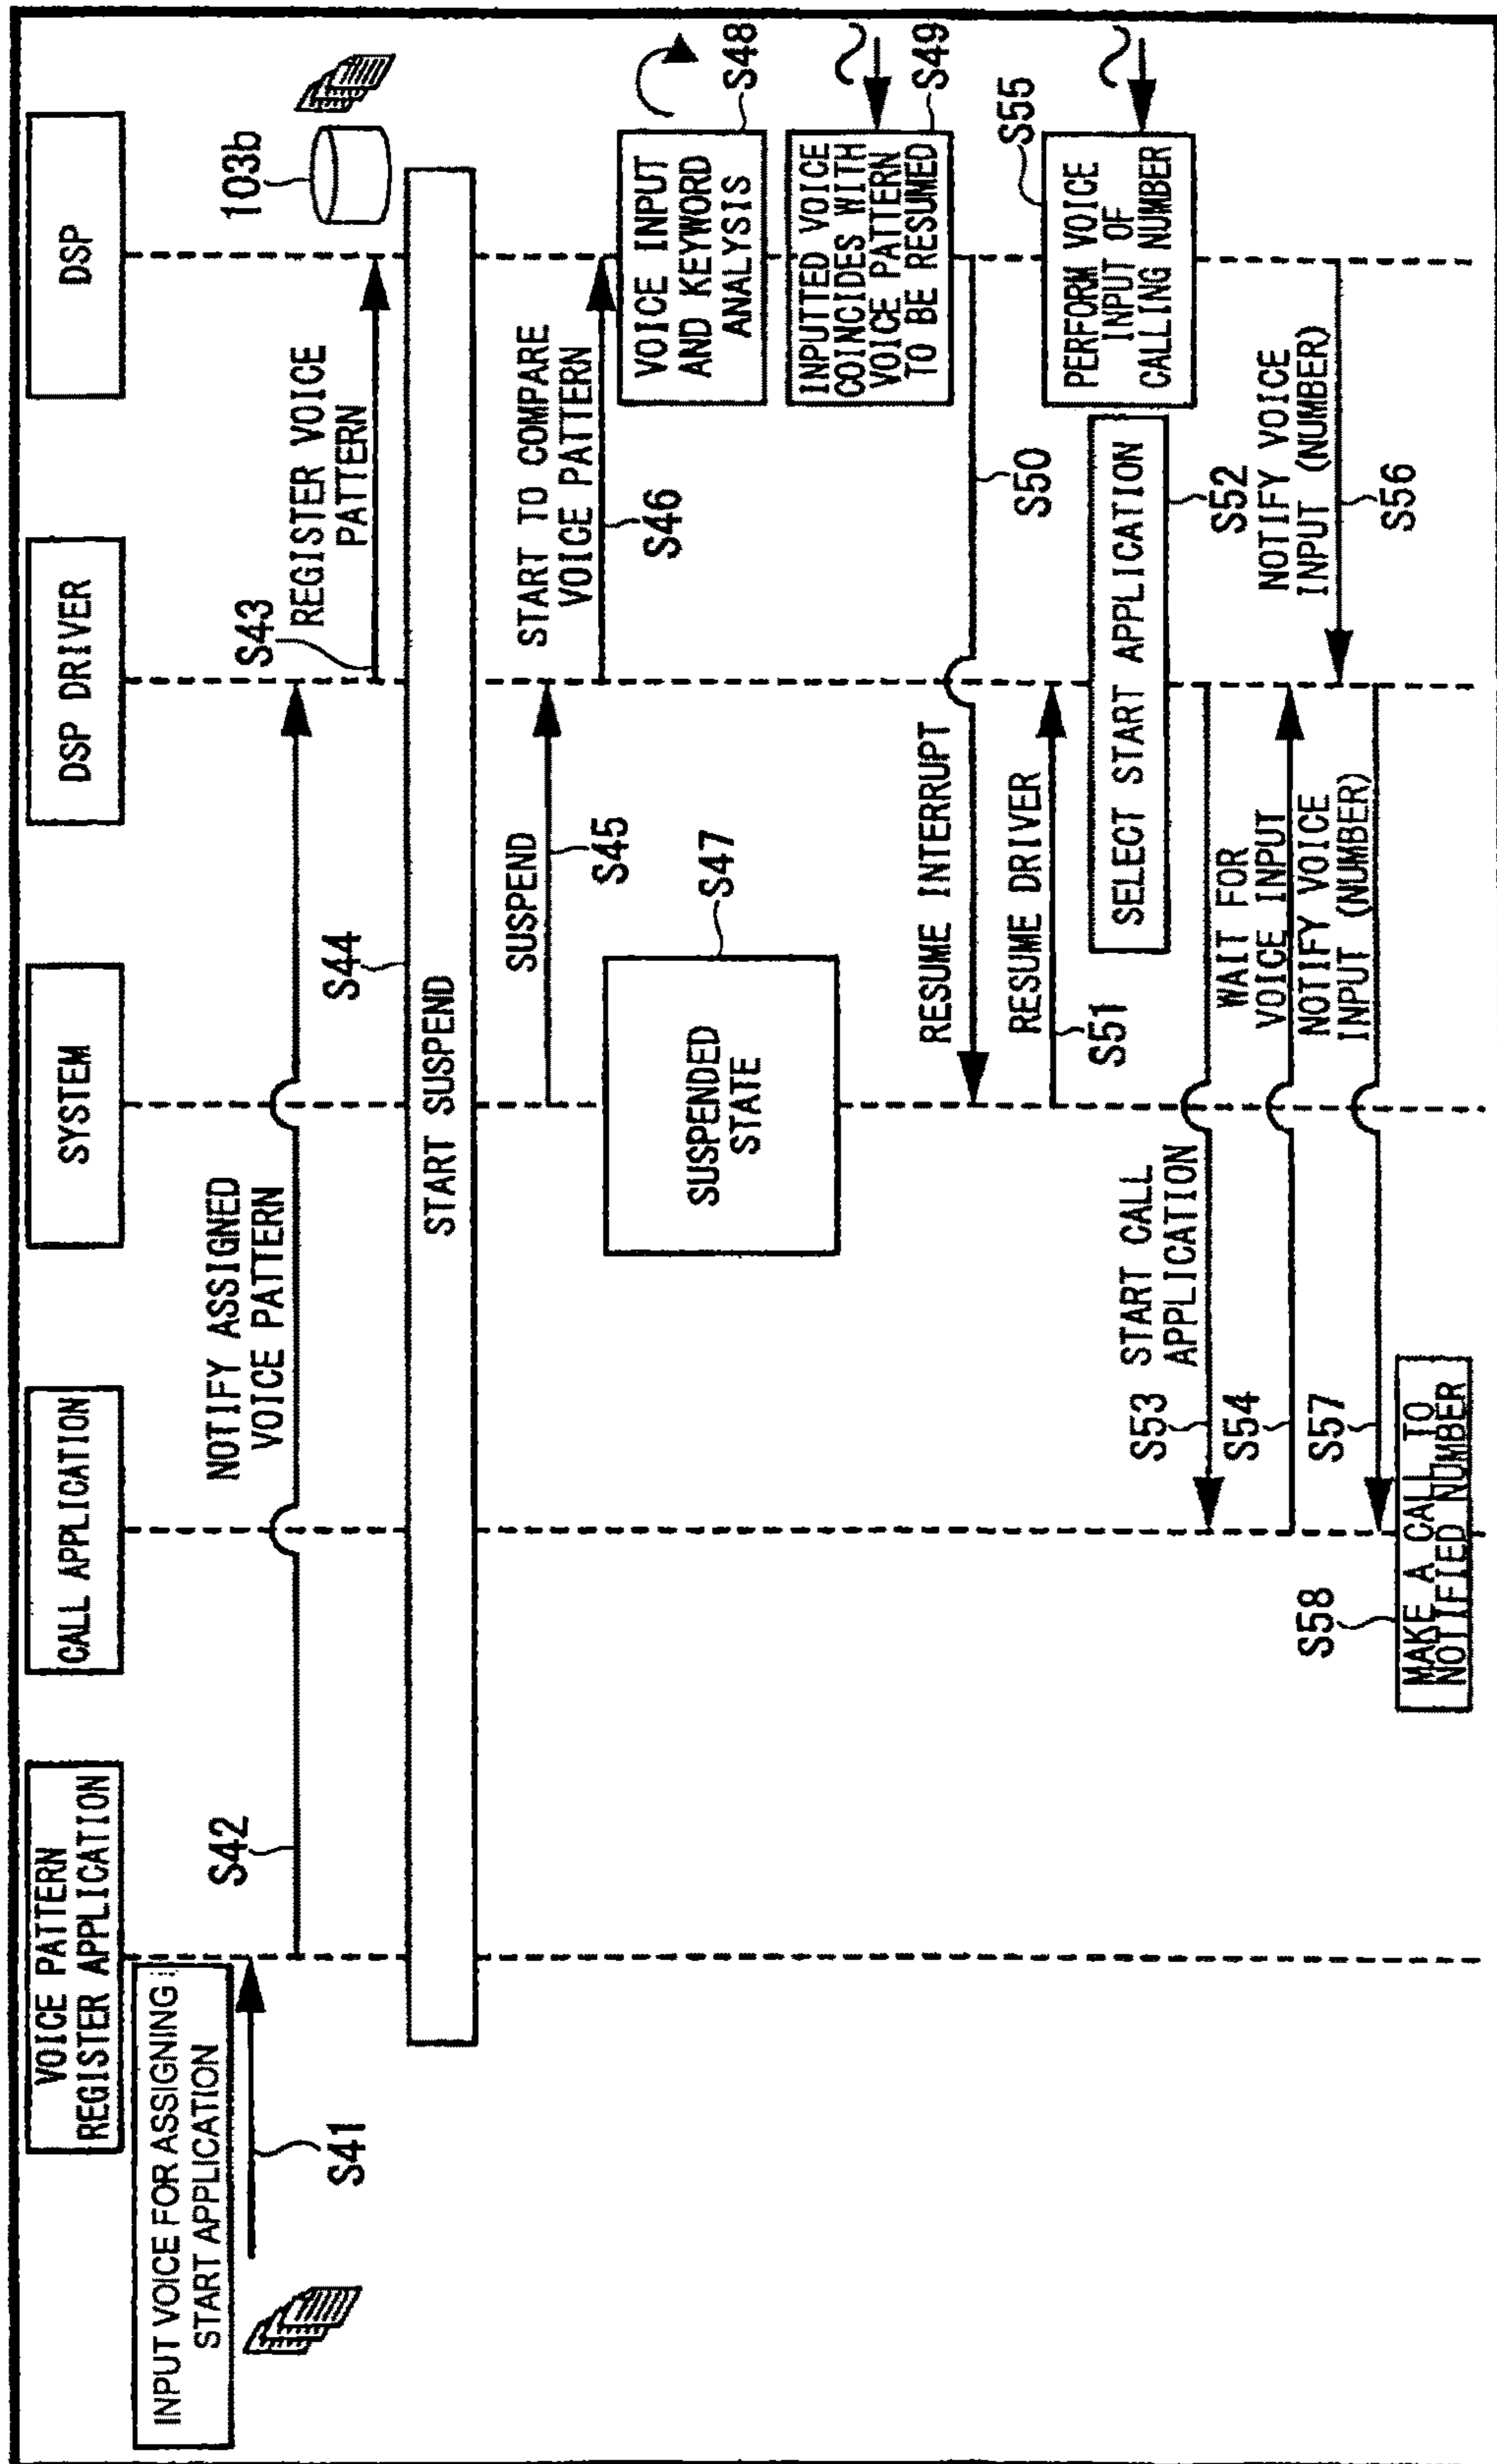 VOICE PATTERN
REGISTER APPLICATION
CALL APPLICATION
SYSTEM
DSP DRIVER
DSP
INPUT VOICE FOR ASSIGNING
START APPLICATION
S41
S42
NOTIFY ASSIGNED
VOICE PATTERN
S43
REGISTER VOICE
PATTERN
103b
S44
START SUSPEND
SUSPEND
S45
START TO COMPARE
VOICE PATTERN
S46
SUSPENDED
STATE
S47
VOICE INPUT
AND KEYWORD
ANALYSIS
S48
INPUTTED VOICE
COINCIDES WITH
VOICE PATTERN
TO BE RESUMED
S49
RESUME INTERRUPT
S50
RESUME DRIVER
S51
SELECT START APPLICATION
S52
START CALL
APPLICATION
S53
WAIT FOR
VOICE INPUT
S54
PERFORM VOICE
INPUT OF
CALLING NUMBER
S55
NOTIFY VOICE
INPUT (NUMBER)
S56
NOTIFY VOICE
INPUT (NUMBER)
S57
MAKE A CALL TO
NOTIFIED NUMBER
S58